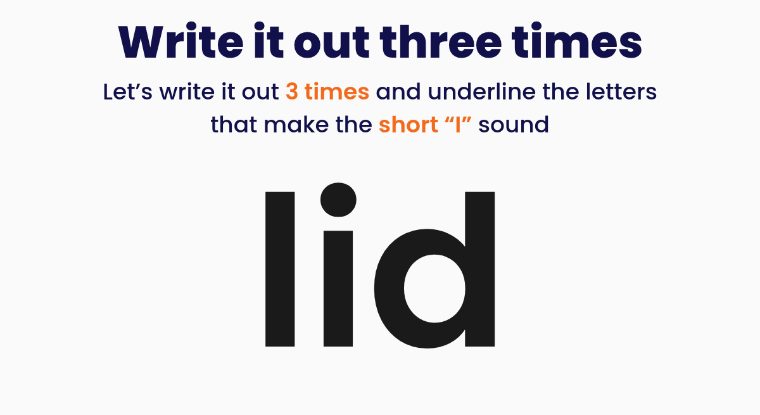 Write it out three times
Let’s write it out 3 times and underline the letters
that make the short “I” sound
lid